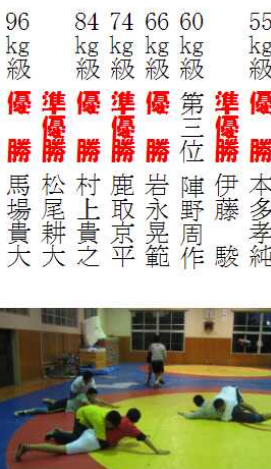 55kg級 優 勝 本多孝純
準優勝 伊藤 駿
60kg級 第三位 陣野周作
66kg級 優 勝 岩永晃範
74kg級 準優勝 鹿取京平
84kg級 優 勝 村上貴之
準優勝 松尾耕大
96kg級 優 勝 馬場貴大